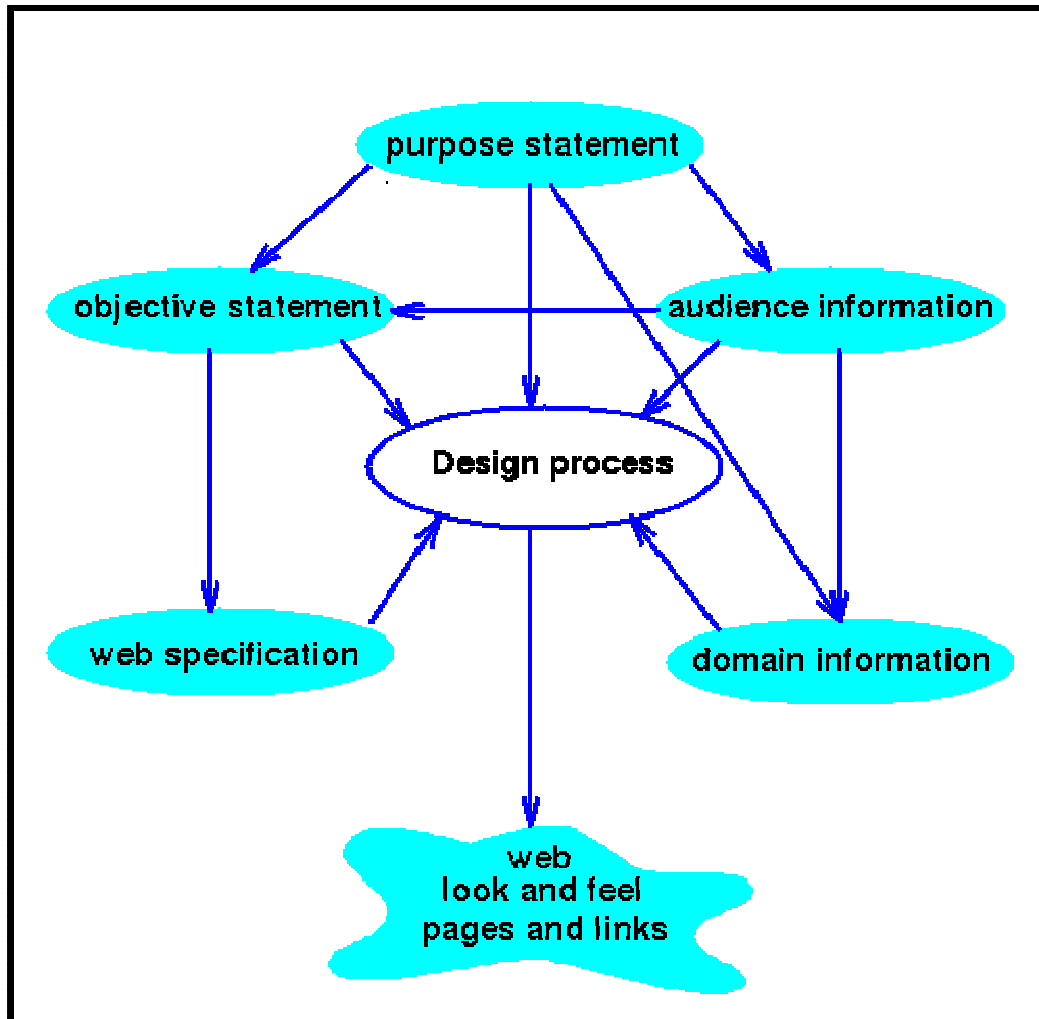 purpose statement
objective statement
audience information
Design process
web specification
domain information
web
look and feel
pages and links